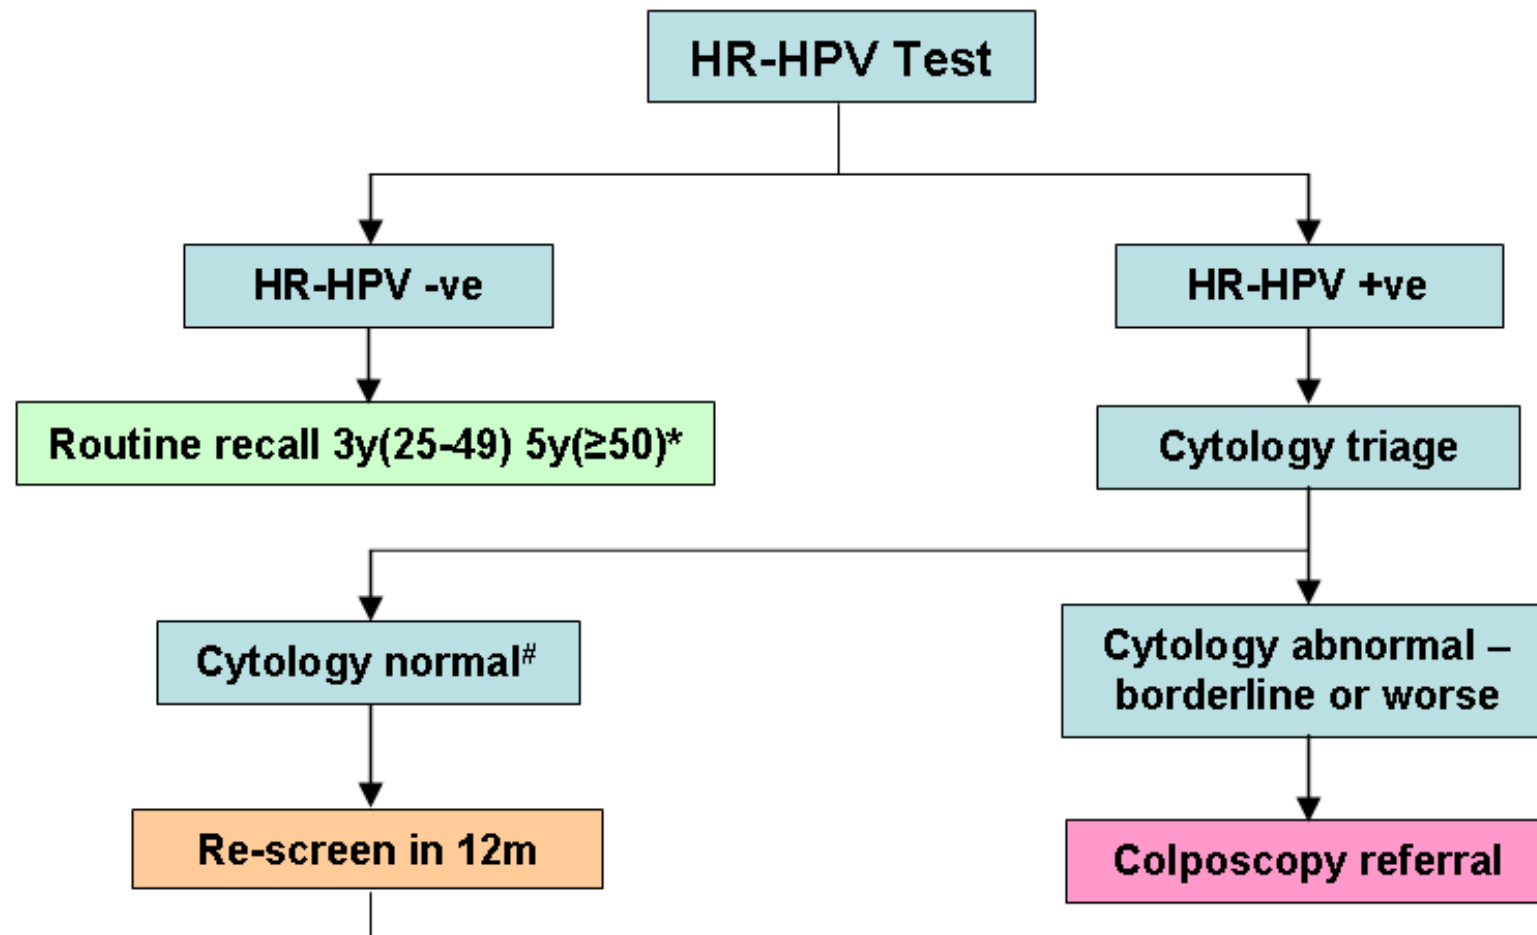 HR-HPV Test
HR-HPV -ve
HR-HPV +ve
Routine recall 3y(25-49) 5y(≥50)*
Cytology triage
Cytology normal#
Cytology abnormal –
borderline or worse
Re-screen in 12m
Colposcopy referral